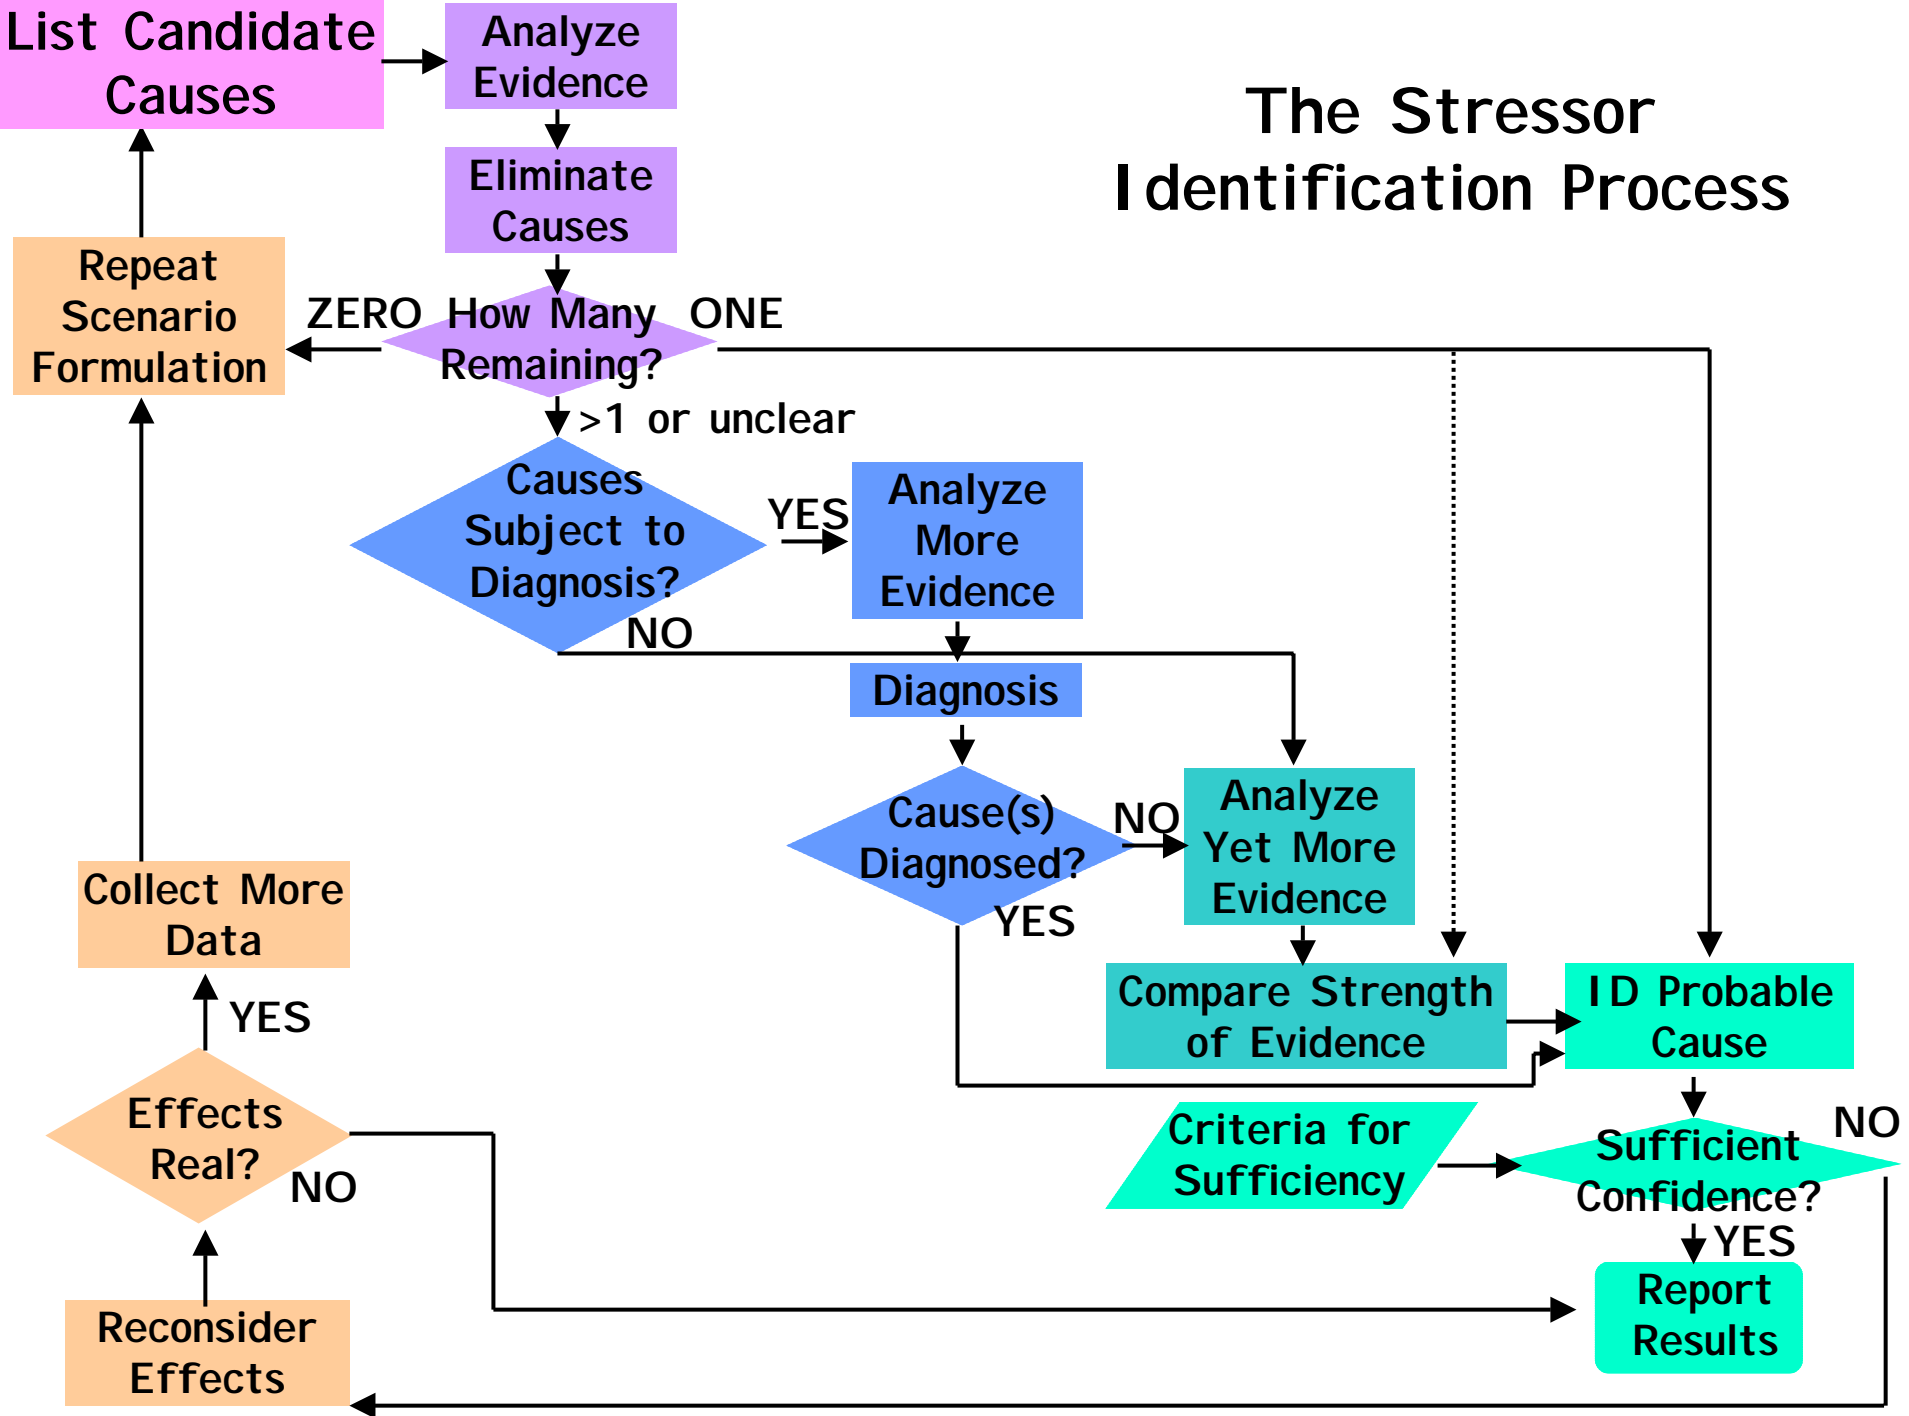 List Candidate
Causes
Analyze
Evidence
The Stressor
Identification Process
Eliminate
Causes
Repeat
Scenario
Formulation
ZERO
How Many
Remaining?
ONE
>1 or unclear
Causes
Subject to
Diagnosis?
YES
NO
Analyze
More
Evidence
Diagnosis
Cause(s)
Diagnosed?
NO
YES
Analyze
Yet More
Evidence
Collect More
Data
Compare Strength
of Evidence
ID Probable
Cause
YES
Effects
Real?
NO
Criteria for
Sufficiency
Sufficient
Confidence?
NO
YES
Report
Results
Reconsider
Effects